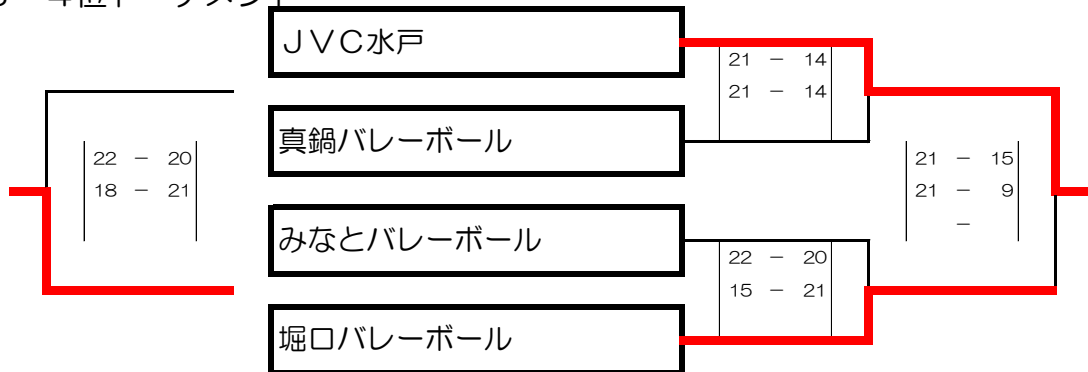 JVC水戸
21 - 14
21 - 14
真鍋バレーボール
22 - 20
18 - 21
21 - 15
21 - 9
-
みなとバレーボール
22 - 20
15 - 21
堀口バレーボール